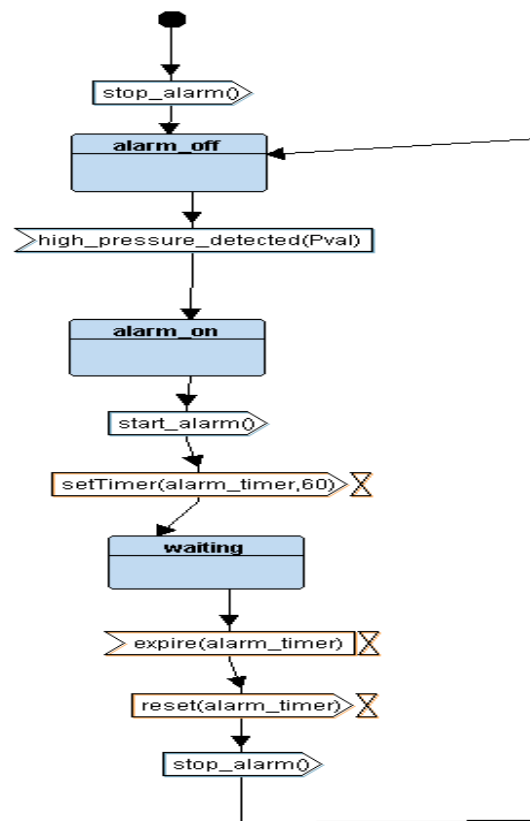 stop_alarm()
alarm_off
high_pressure_detected(Pval)
alarm_on
start_alarm()
setTimer(alarm_timer,60)
waiting
expire(alarm_timer)
reset(alarm_timer)
stop_alarm()